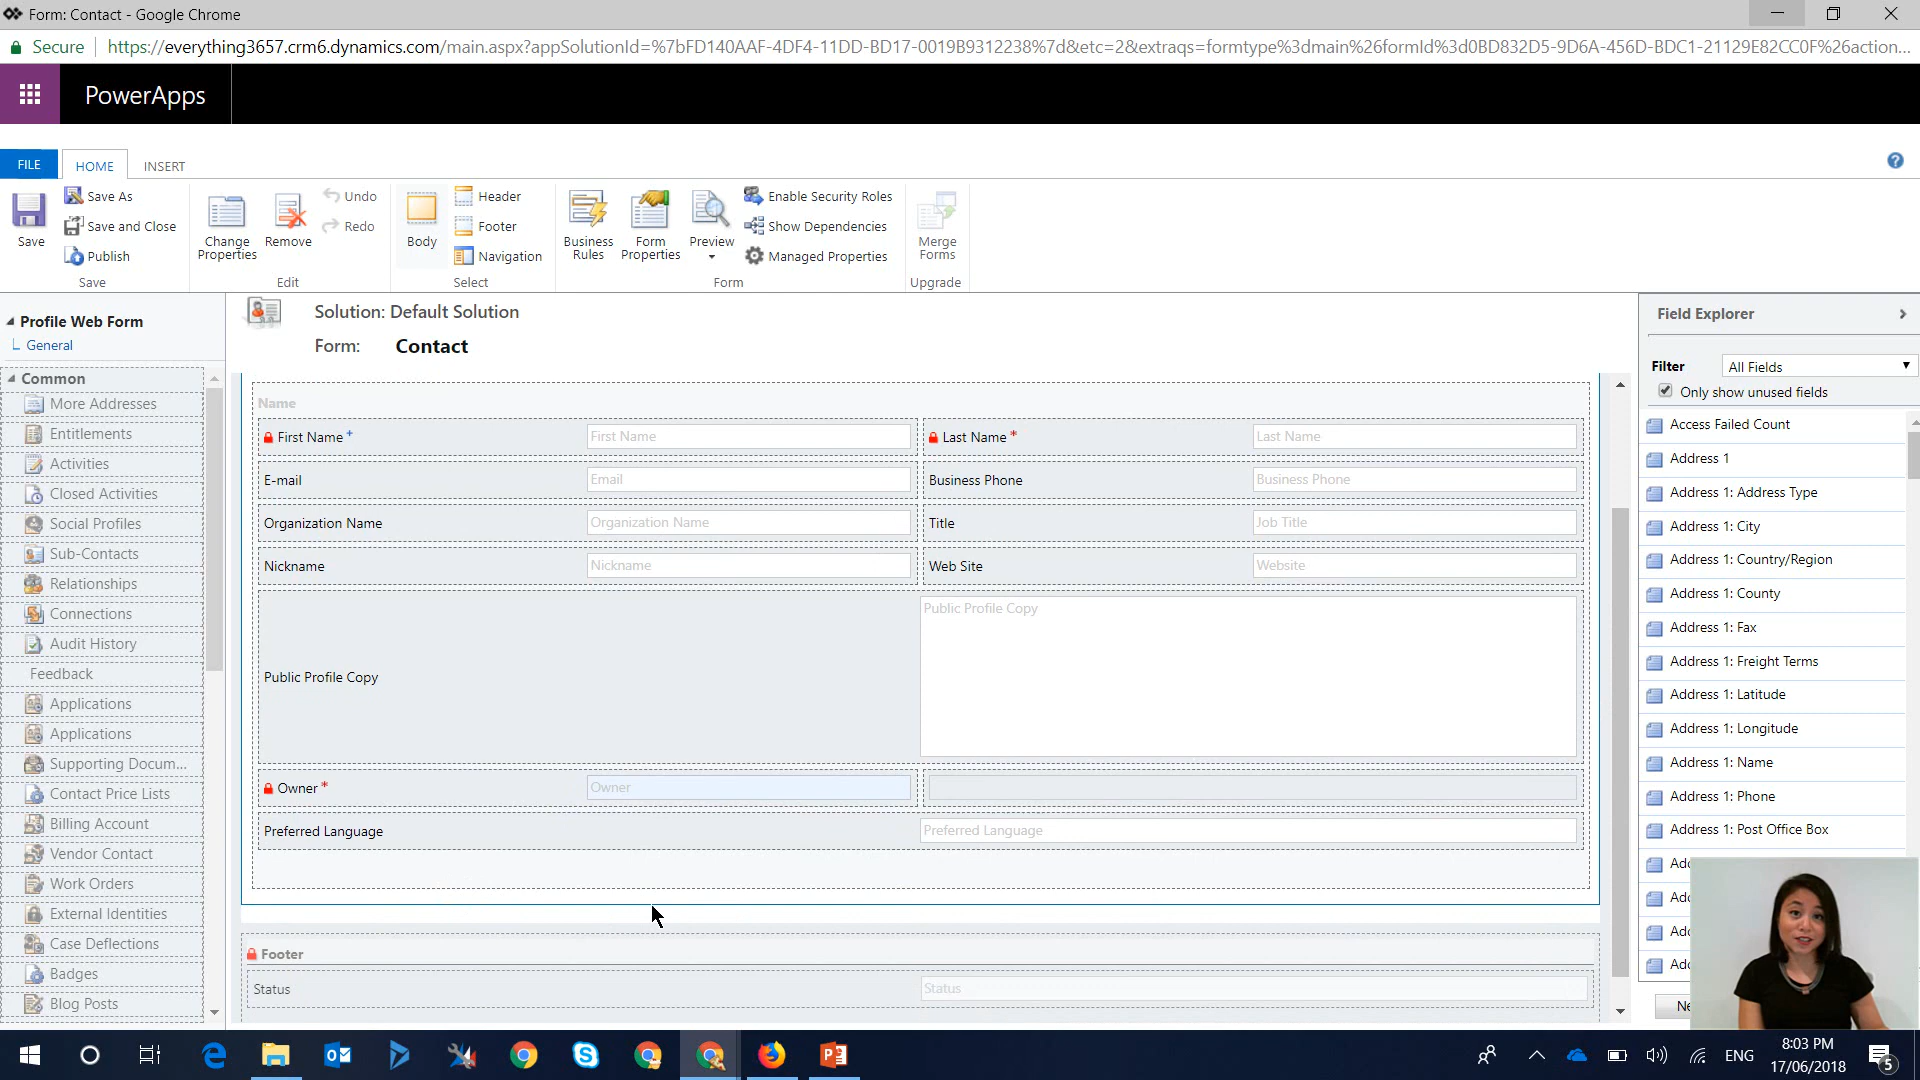 Form: Contact - Google Chrome
Secure https://everything3657.crm6.dynamics.com/main.aspx?appSolutionId=%7bFD140AAF-4DF4-11DD-BD17-0019B9312238%7d&etc=2&extraqs=formtype%3dmain%26formId%3d0BD832D5-9D6A-456D-BDC1-21129E82CC0F%26action...
PowerApps
FILE HOME INSERT
Save
Save As
Save and Close
Publish
Save
Change Properties
Remove
Undo
Redo
Edit
Body
Header
Footer
Navigation
Select
Business Rules
Form Properties
Preview
Enable Security Roles
Show Dependencies
Managed Properties
Form
Merge Forms
Upgrade
Profile Web Form
General
Common
More Addresses
Entitlements
Activities
Closed Activities
Social Profiles
Sub-Contacts
Relationships
Connections
Audit History
Feedback
Applications
Applications
Supporting Docum...
Contact Price Lists
Billing Account
Vendor Contact
Work Orders
External Identities
Case Deflections
Badges
Blog Posts
Solution: Default Solution
Form: Contact
Name
First Name + First Name Last Name * Last Name
E-mail Email Business Phone Business Phone
Organization Name Organization Name Title Job Title
Nickname Nickname Web Site Website
Public Profile Copy Public Profile Copy
Owner * Owner
Preferred Language Preferred Language
Footer
Status Status
Field Explorer
Filter All Fields
Only show unused fields
Access Failed Count
Address 1
Address 1: Address Type
Address 1: City
Address 1: Country/Region
Address 1: County
Address 1: Fax
Address 1: Freight Terms
Address 1: Latitude
Address 1: Longitude
Address 1: Name
Address 1: Phone
Address 1: Post Office Box
ENG
8:03 PM
17/06/2018
5